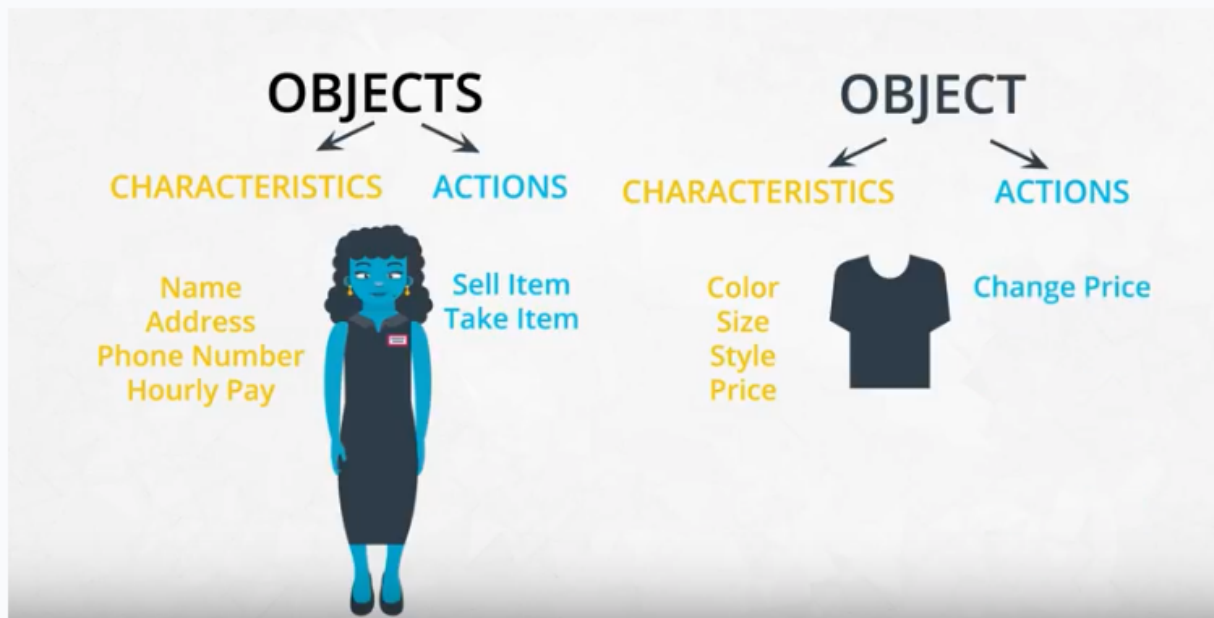 OBJECTS
CHARACTERISTICS
ACTIONS
Name
Address
Phone Number
Hourly Pay
Sell Item
Take Item
OBJECT
CHARACTERISTICS
ACTIONS
Color
Size
Style
Price
Change Price